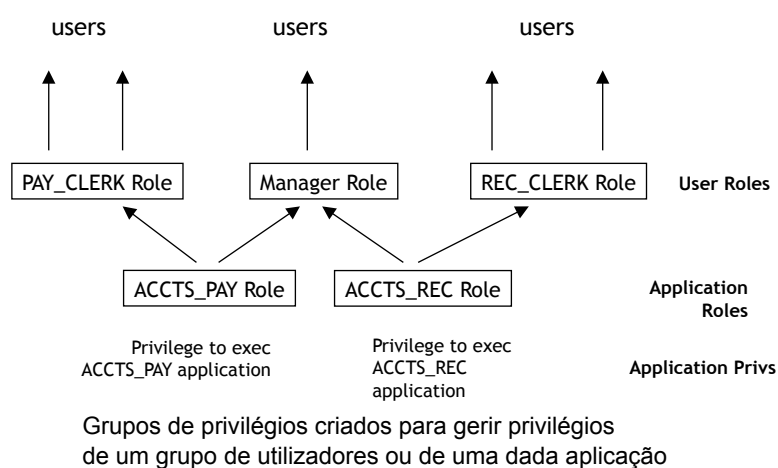 users users users
PAY_CLERK Role Manager Role REC_CLERK Role User Roles
ACCTS_PAY Role ACCTS_REC Role Application
Roles
Privilege to exec
ACCTS_PAY application
Privilege to exec
ACCTS_REC
application
Application Privs
Grupos de privilégios criados para gerir privilégios
de um grupo de utilizadores ou de uma dada aplicação